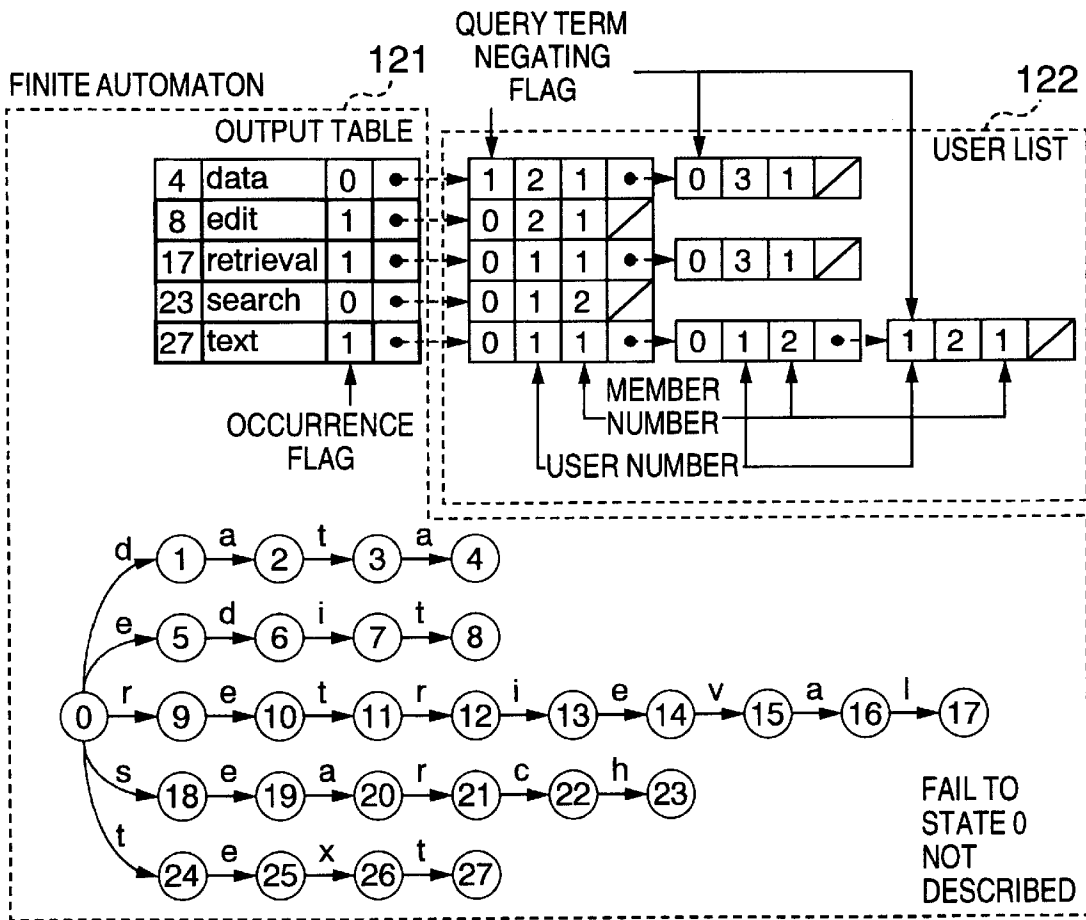 QUERY TERM
NEGATING
FLAG
121
122
FINITE AUTOMATON
OUTPUT TABLE
USER LIST
4 data 0 1 2 1 0 3 1
8 edit 1 0 2 1
17 retrieval 1 0 1 1 0 3 1
23 search 0 0 1 2
27 text 1 0 1 1 0 1 2 1 2 1
OCCURRENCE
FLAG
MEMBER
NUMBER
USER NUMBER
d 1 a 2 t 3 a 4
e 5 d 6 i 7 t 8
0 r 9 e 10 t 11 r 12 i 13 e 14 v 15 a 16 l 17
s 18 e 19 a 20 r 21 c 22 h 23
t 24 e 25 x 26 t 27
FAIL TO
STATE 0
NOT
DESCRIBED